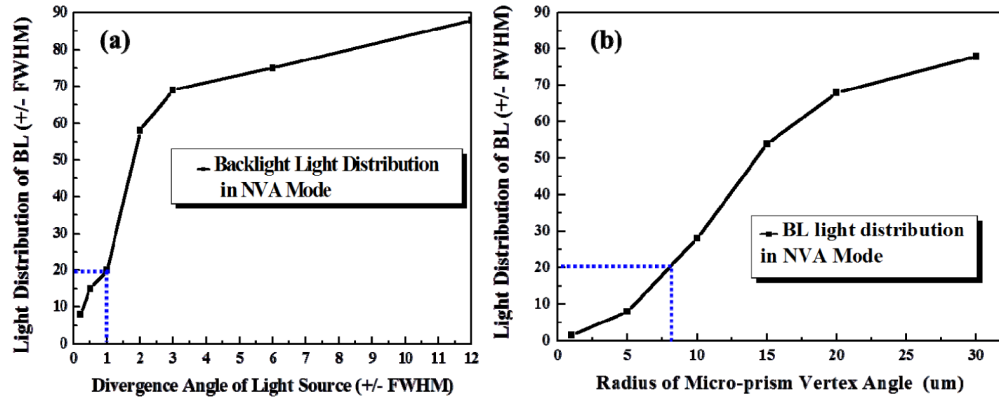 (a)
Light Distribution of BL (+/- FWHM)
90
80
70
60
50
40
30
20
10
0
Backlight Light Distribution
in NVA Mode
0 1 2 3 4 5 6 7 8 9 10 11 12
Divergence Angle of Light Source (+/- FWHM)
(b)
Light Distribution of BL (+/- FWHM)
90
80
70
60
50
40
30
20
10
0
BL light distribution
in NVA Mode
0 5 10 15 20 25 30
Radius of Micro-prism Vertex Angle (um)